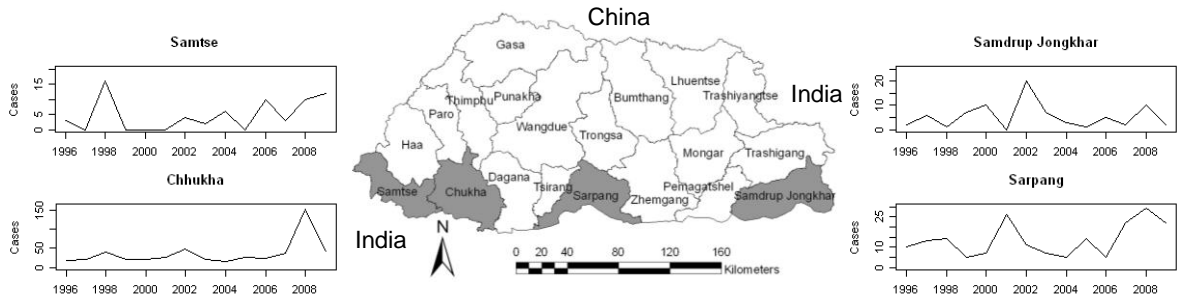 Samtse
Cases
15
5
0
1996 1998 2000 2002 2004 2006 2008
Chhukha
Cases
150
50
0
1996 1998 2000 2002 2004 2006 2008
China
India
India
Gasa
Lhuentse
Thimphu
Punakha
Bumthang
Trashiyangtse
Paro
Wangdue
Trongsa
Haa
Mongar
Trashigang
Dagana
Samtse
Chukha
Tsirang
Sarpang
Zhemgang
Pemagatshel
Samdrup Jongkhar
N
0 10 20 40 80 120 160
Kilometers
Samdrup Jongkhar
Cases
20
10
0
1996 1998 2000 2002 2004 2006 2008
Sarpang
Cases
25
10
0
1996 1998 2000 2002 2004 2006 2008